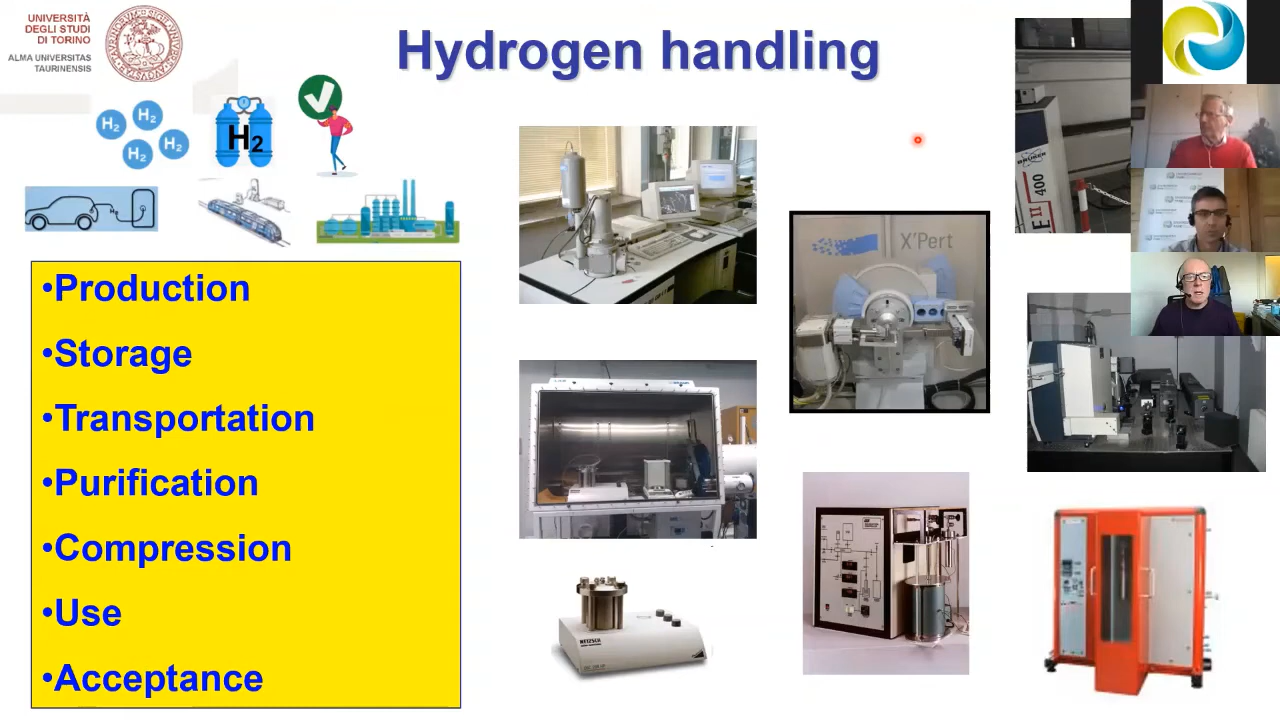 UNIVERSITÀ
DEGLI STUDI
DI TORINO
ALMA UNIVERSITAS
TAURINENSIS
Hydrogen handling
H2
H2
H2
H2
H2
•Production
•Storage
•Transportation
•Purification
•Compression
•Use
•Acceptance
X'Pert
BRUKER
400
NETZSCH